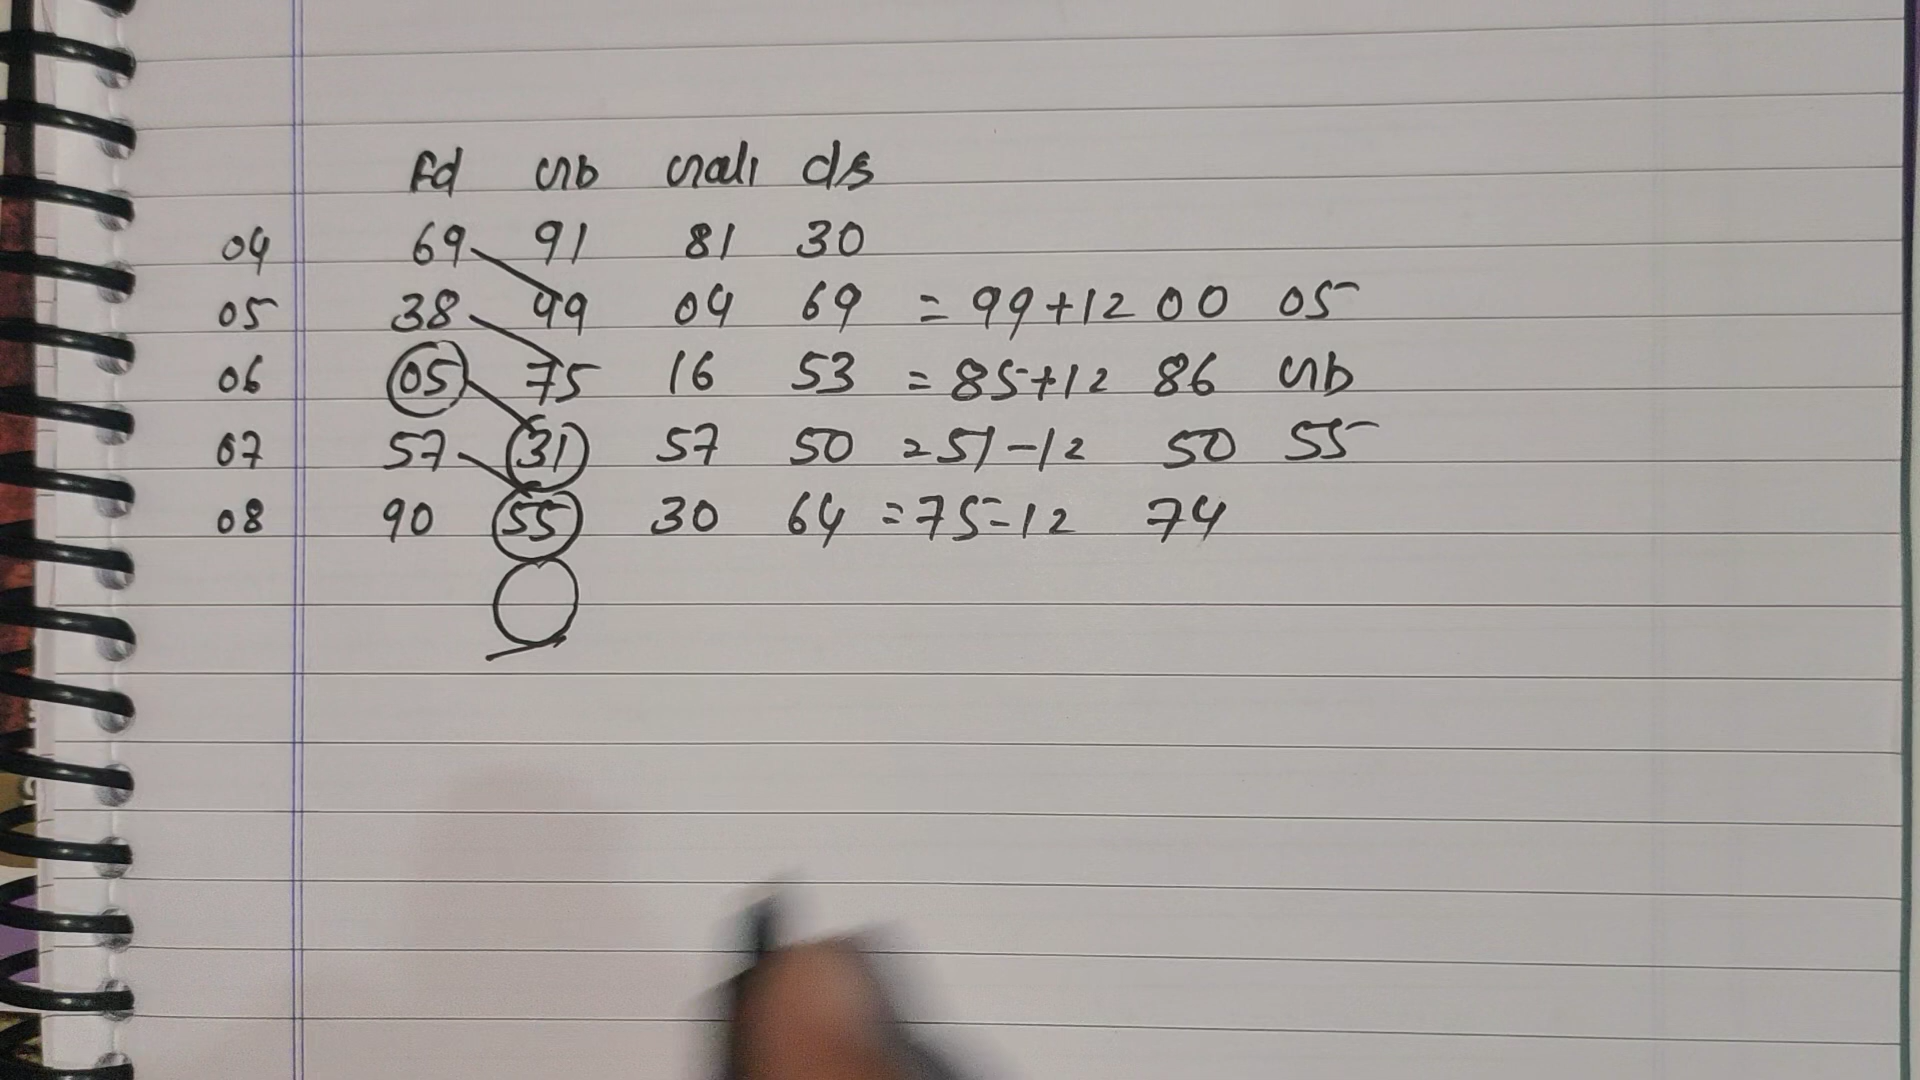 Fd GB Gali ds
04 69 91 81 30
05 38 49 04 69 = 99+12 00 05
06 05 75 16 53 = 85+12 86 GB
07 57 31 57 50 = 51-12 50 55
08 90 55 30 64 = 75-12 74